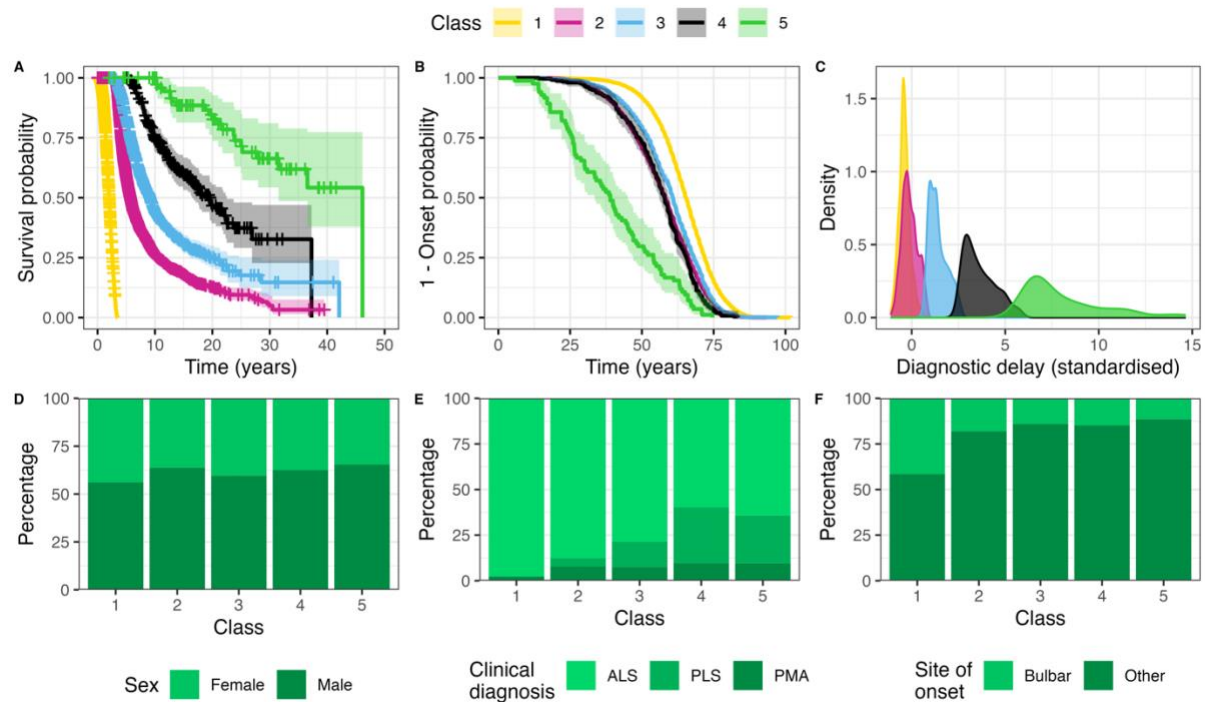 Class 1 2 3 4 5
A
Survival probability
1.00
0.75
0.50
0.25
0.00
0 10 20 30 40 50
Time (years)
B
1 - Onset probability
1.00
0.75
0.50
0.25
0.00
0 25 50 75 100
Time (years)
C
Density
1.5
1.0
0.5
0.0
0 5 10 15
Diagnostic delay (standardised)
D
Percentage
100
75
50
25
0
1 2 3 4 5
Class
Sex Female Male
E
Percentage
100
75
50
25
0
1 2 3 4 5
Class
Clinical
diagnosis ALS PLS PMA
F
Percentage
100
75
50
25
0
1 2 3 4 5
Class
Site of
onset Bulbar Other